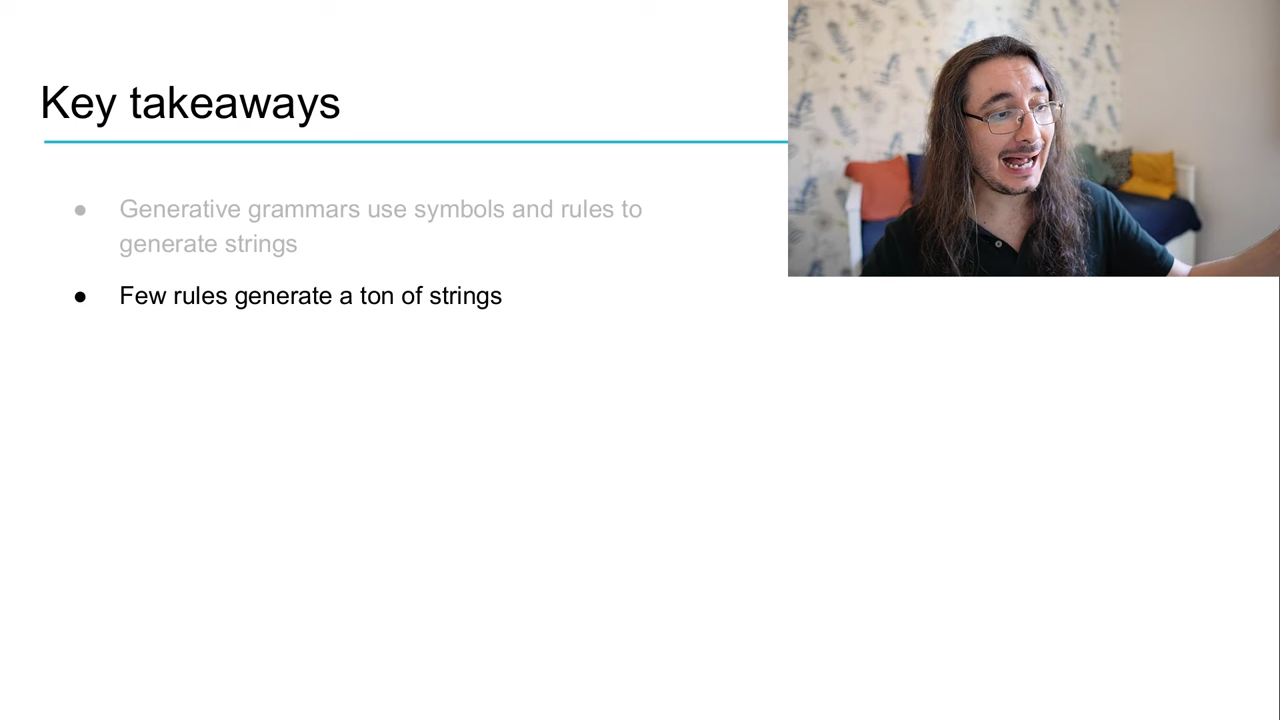 Key takeaways
● Generative grammars use symbols and rules to
generate strings
● Few rules generate a ton of strings